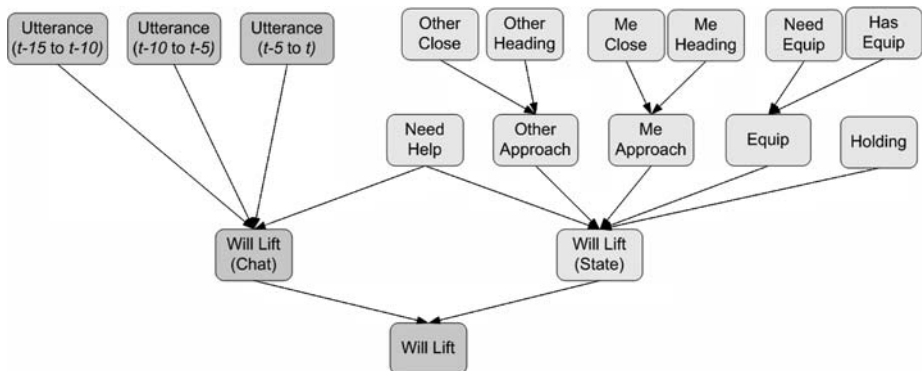 Utterance
(t-15 to t-10)
Utterance
(t-10 to t-5)
Utterance
(t-5 to t)
Other
Close
Other
Heading
Me
Close
Me
Heading
Need
Equip
Has
Equip
Need
Help
Other
Approach
Me
Approach
Equip
Holding
Will Lift
(Chat)
Will Lift
(State)
Will Lift